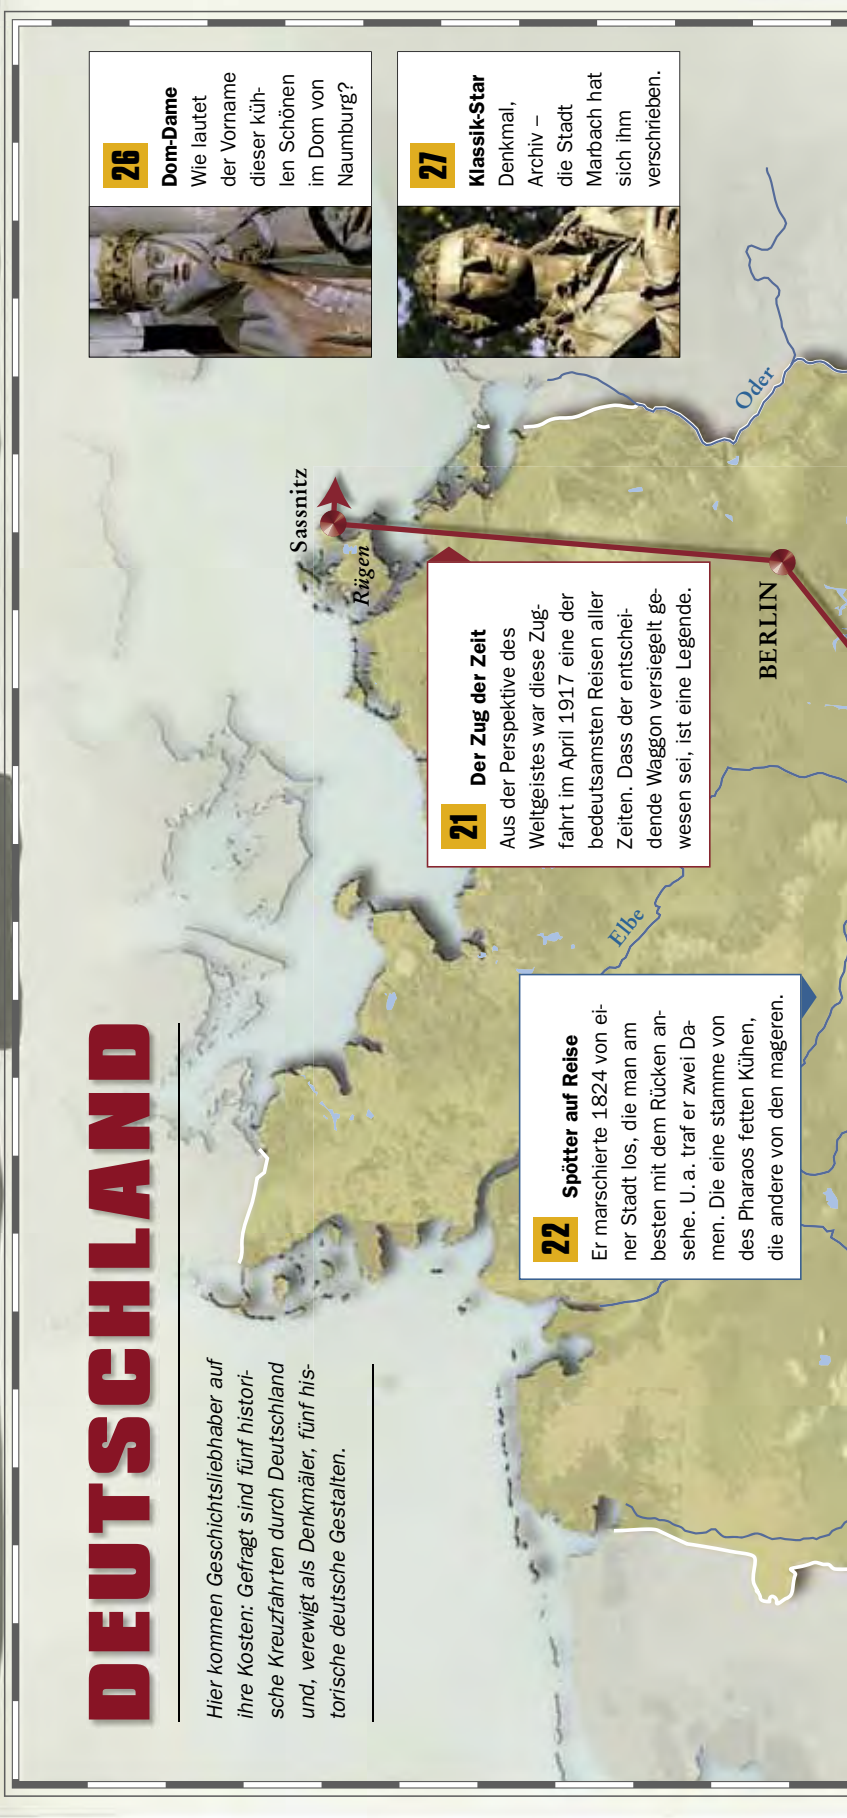 DEUTSCHLAND
Hier kommen Geschichtsliebhaber auf
ihre Kosten: Gefragt sind fünf histori-
sche Kreuzfahrten durch Deutschland
und, verewigt als Denkmäler, fünf his-
torische deutsche Gestalten.
22 Spötter auf Reise
Er marschierte 1824 von ei-
ner Stadt los, die man am
besten mit dem Rücken an-
sehe. U. a. traf er zwei Da-
men. Die eine stamme von
des Pharaos fetten Kühen,
die andere von den mageren.
Elbe
21 Der Zug der Zeit
Aus der Perspektive des
Weltgeistes war diese Zug-
fahrt im April 1917 eine der
bedeutsamsten Reisen aller
Zeiten. Dass der entschei-
dende Waggon versiegelt ge-
wesen sei, ist eine Legende.
Sassnitz
Rügen
BERLIN
Oder
26
Dom-Dame
Wie lautet
der Vorname
dieser küh-
len Schönen
im Dom von
Naumburg?
27
Klassik-Star
Denkmal,
Archiv –
die Stadt
Marbach hat
sich ihm
verschrieben.